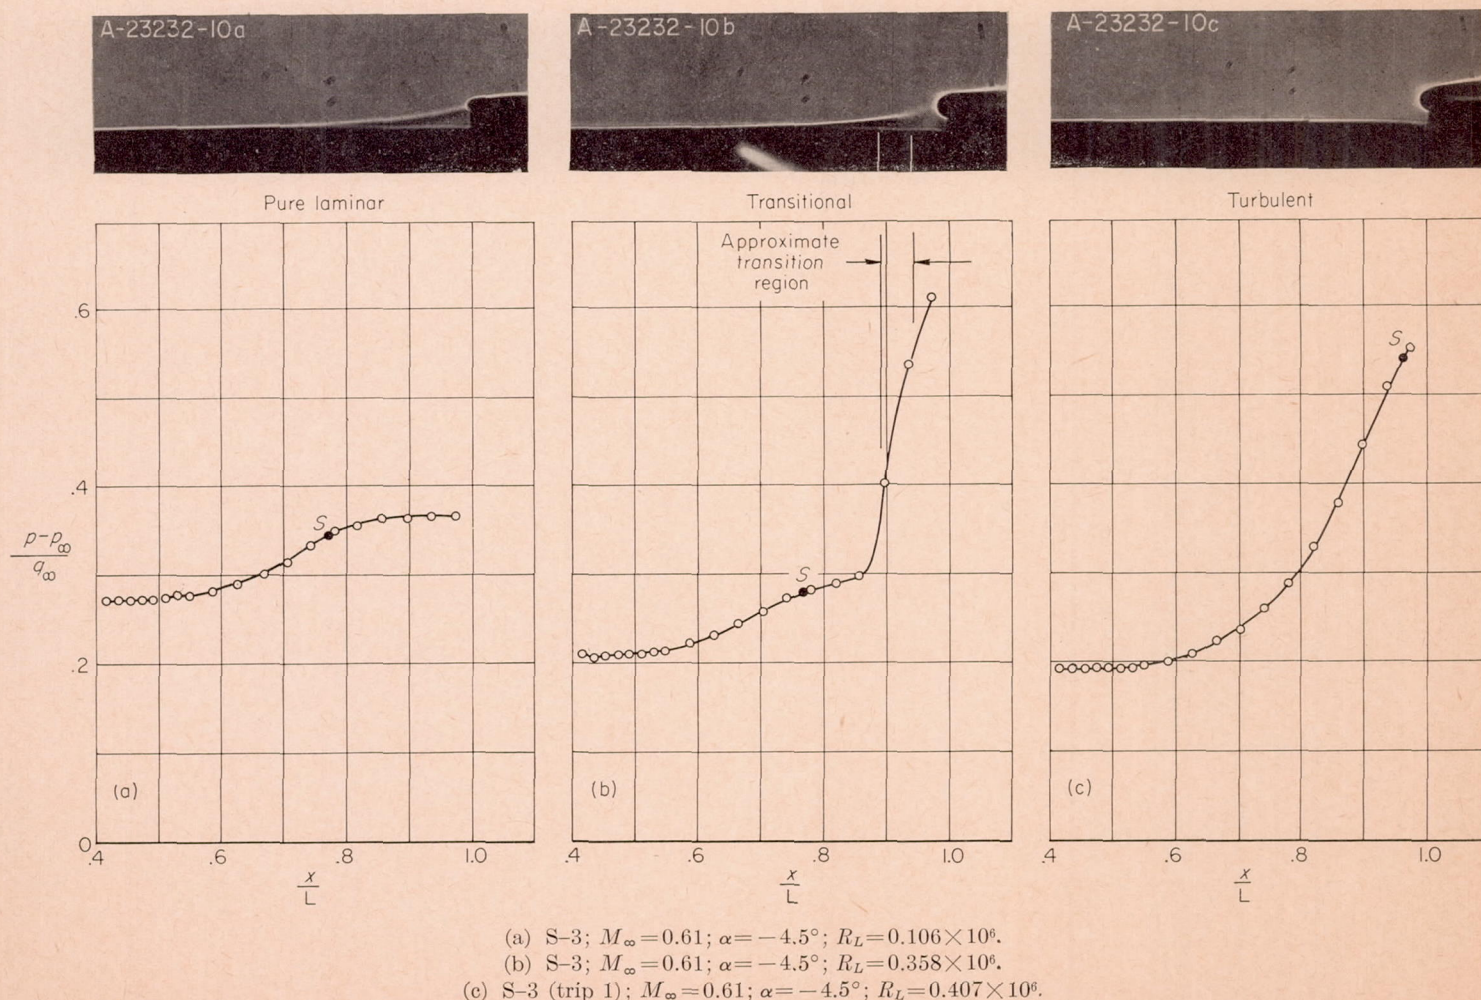 A-23232-10a
A-23232-10b
A-23232-10c
Pure laminar
Transitional
Turbulent
Approximate
transition
region
.6
.4
.2
0
p-p∞
q∞
S
S
S
(a)
(b)
(c)
.4 .6 .8 1.0
.4 .6 .8 1.0
.4 .6 .8 1.0
x
L
x
L
x
L
(a) S–3; M∞=0.61; α=−4.5°; R_L=0.106×10⁶.
(b) S–3; M∞=0.61; α=−4.5°; R_L=0.358×10⁶.
(c) S–3 (trip 1); M∞=0.61; α=−4.5°; R_L=0.407×10⁶.